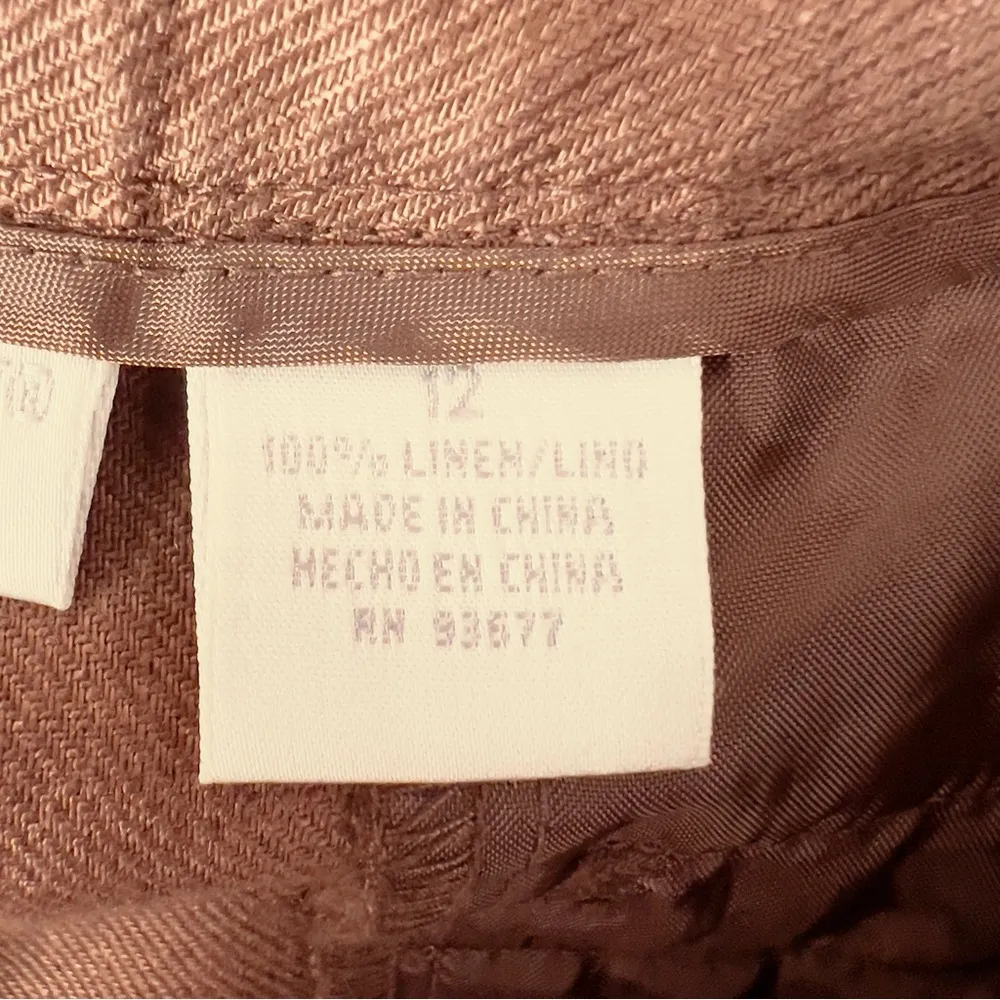 12
100% LINEN/LINO
MADE IN CHINA
HECHO EN CHINA
RN 93677